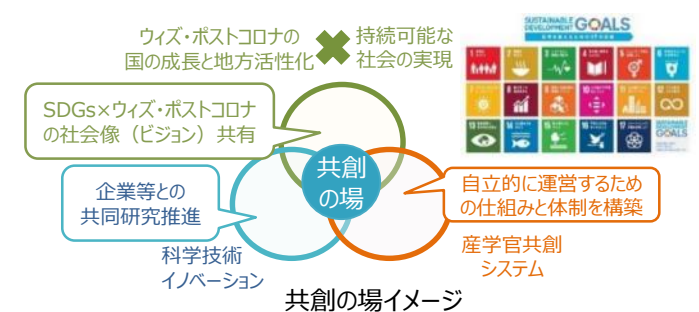 ウィズ・ポストコロナの
国の成長と地方活性化
持続可能な
社会の実現
SUSTAINABLE
DEVELOPMENT GOALS
SDGs×ウィズ・ポストコロナ
の社会像（ビジョン）共有
共創
の場
企業等との
共同研究推進
自立的に運営するため
の仕組みと体制を構築
科学技術
イノベーション
産学官共創
システム
共創の場イメージ